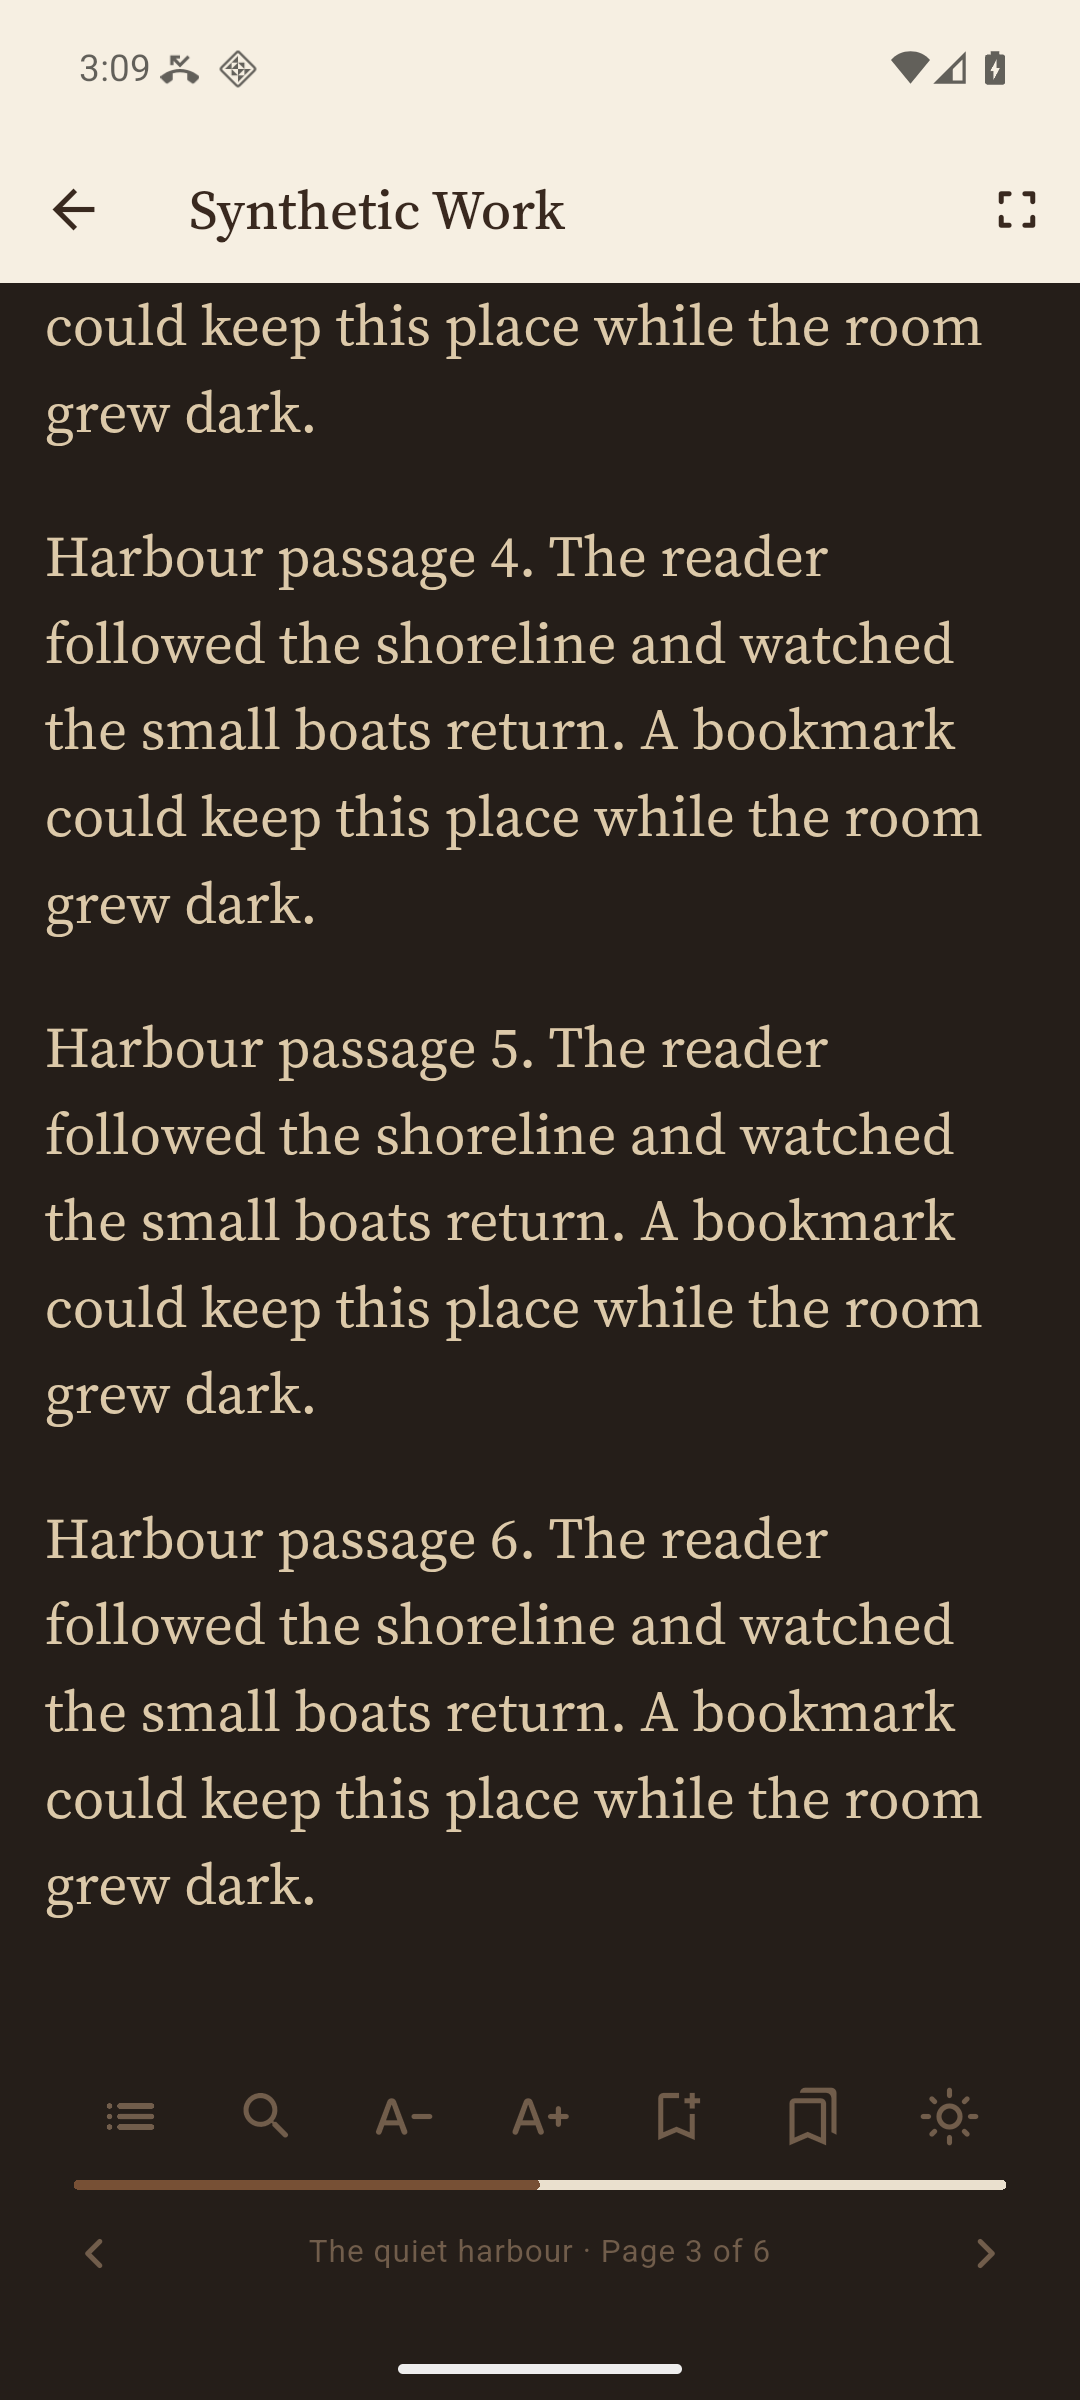 3:09
Synthetic Work
could keep this place while the room
grew dark.
Harbour passage 4. The reader
followed the shoreline and watched
the small boats return. A bookmark
could keep this place while the room
grew dark.
Harbour passage 5. The reader
followed the shoreline and watched
the small boats return. A bookmark
could keep this place while the room
grew dark.
Harbour passage 6. The reader
followed the shoreline and watched
the small boats return. A bookmark
could keep this place while the room
grew dark.
A− A+
The quiet harbour · Page 3 of 6